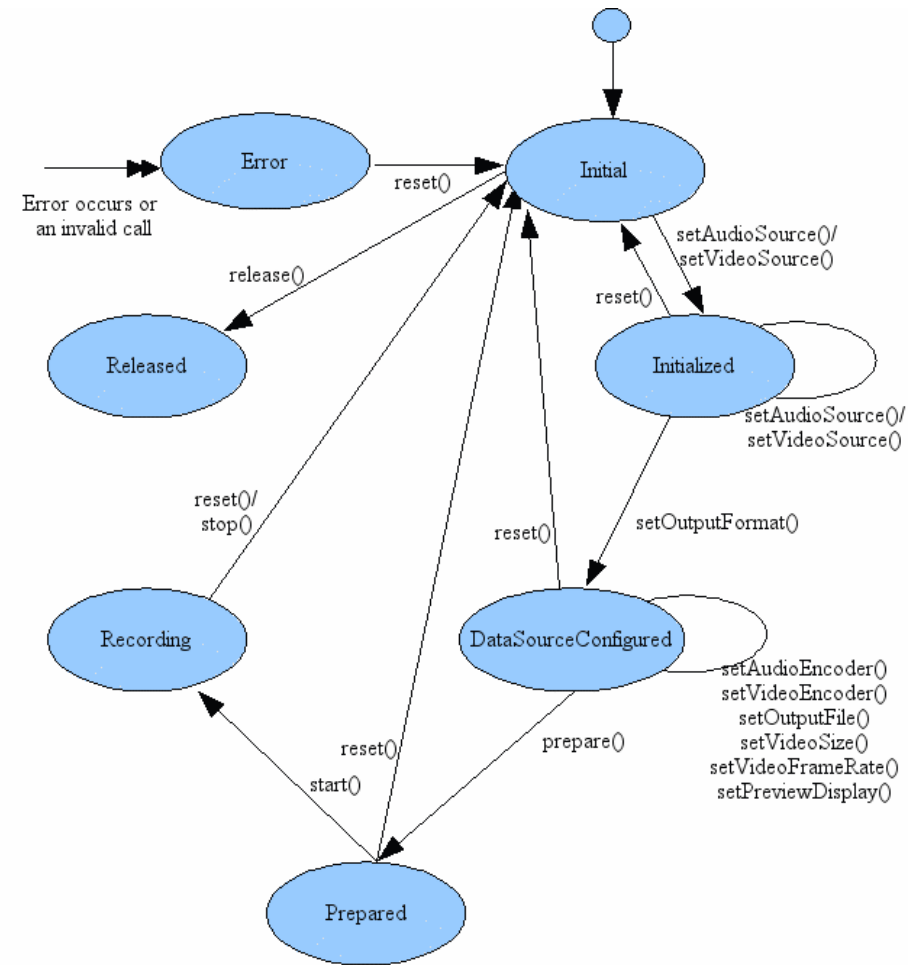 Error
Initial
reset()
Error occurs or
an invalid call
setAudioSource()/
setVideoSource()
release()
reset()
Released
Initialized
setAudioSource()/
setVideoSource()
reset()/
stop()
setOutputFormat()
reset()
Recording
DataSourceConfigured
setAudioEncoder()
setVideoEncoder()
setOutputFile()
setVideoSize()
setVideoFrameRate()
setPreviewDisplay()
reset()
prepare()
start()
Prepared